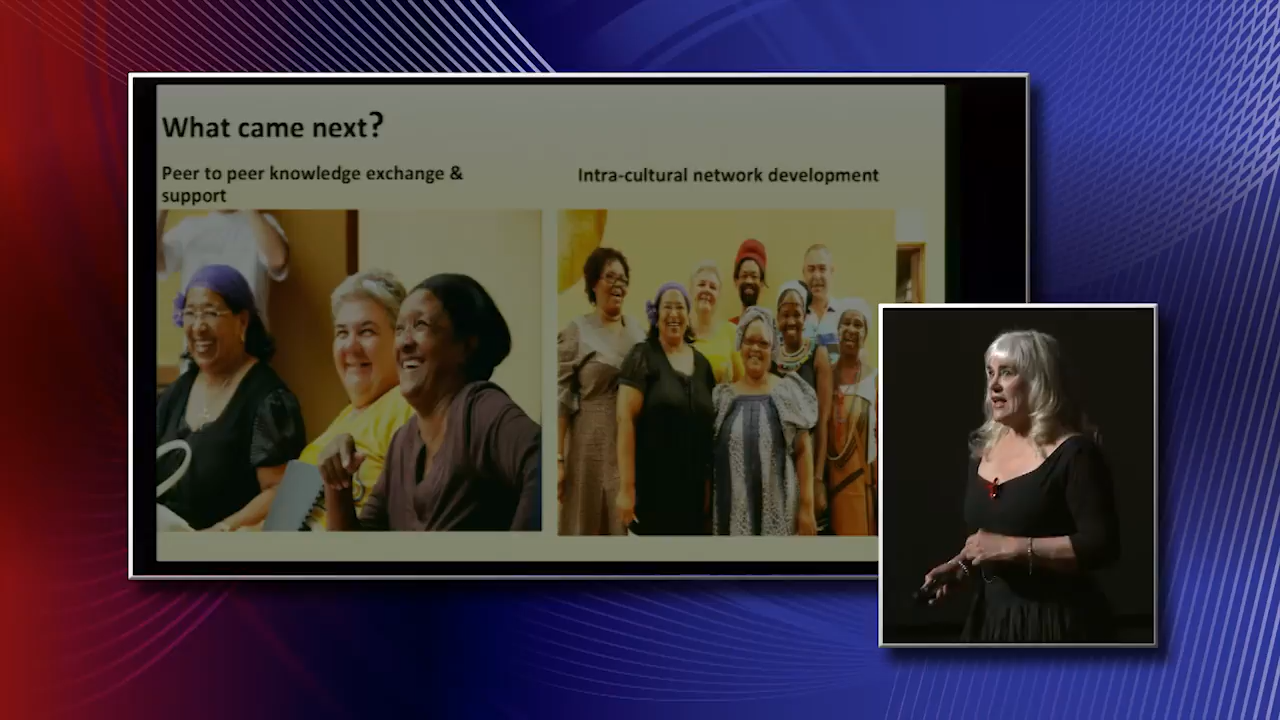 What came next?
Peer to peer knowledge exchange &
support
Intra-cultural network development